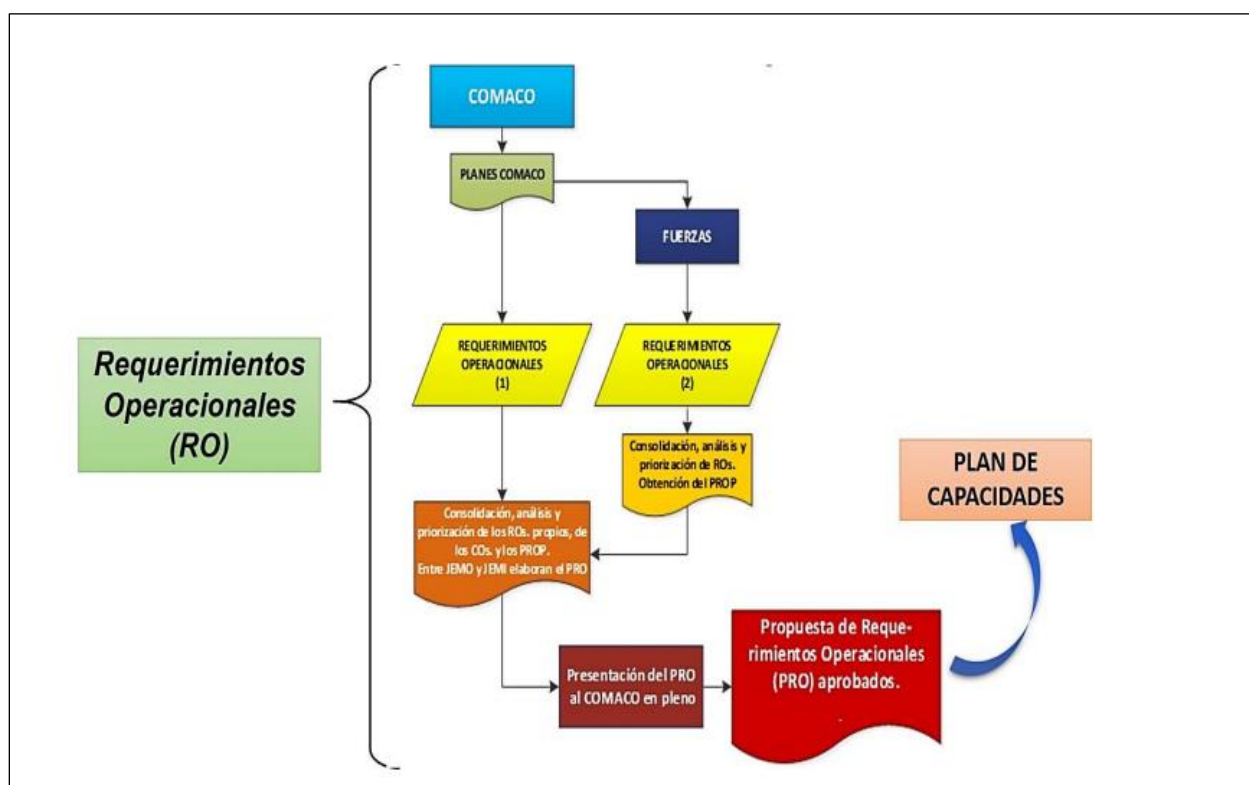 COMACO
PLANES COMACO
FUERZAS
REQUERIMIENTOS
OPERACIONALES
(1)
REQUERIMIENTOS
OPERACIONALES
(2)
Requerimientos
Operacionales
(RO)
Consolidación, análisis y
priorización de ROs.
Obtención del PROP
PLAN DE
CAPACIDADES
Consolidación, análisis y
priorización de los ROs. propios, de
los COs. y los PROP.
Entre JEMO y JEMI elaboran el PRO
Presentación del PRO
al COMACO en pleno
Propuesta de Reque-
rimientos Operacionales
(PRO) aprobados.